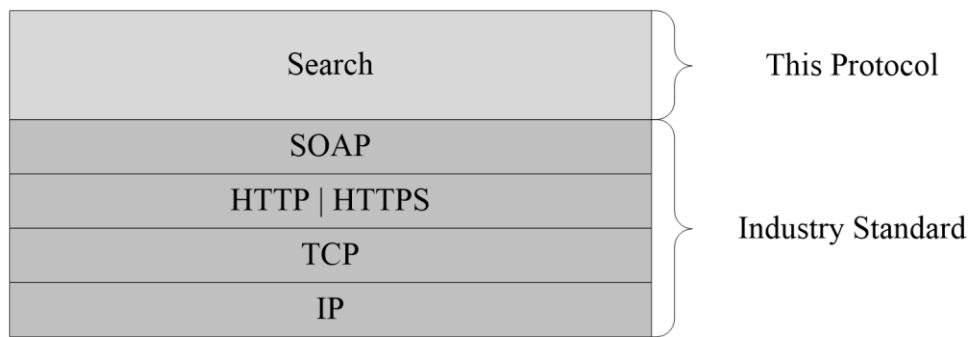 Search
This Protocol
SOAP
HTTP | HTTPS
Industry Standard
TCP
IP